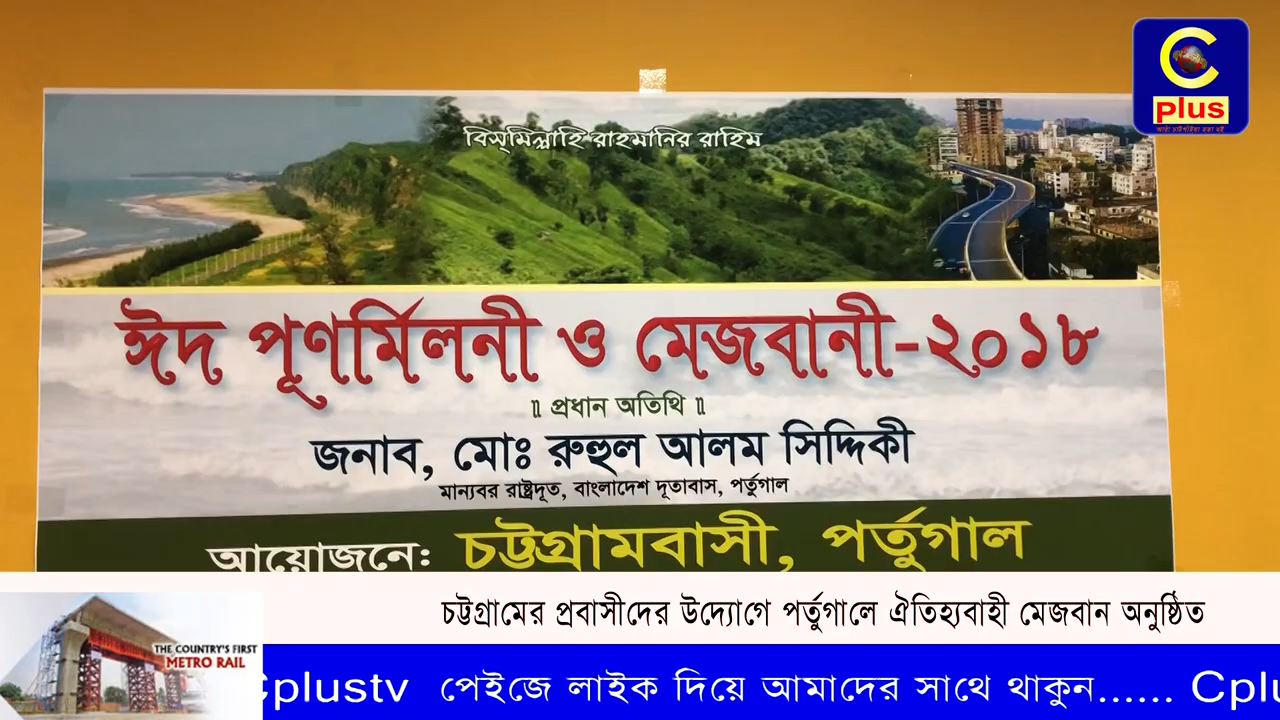 C
plus
বিস্‌মিল্লাহি রাহমানির রাহিম
ঈদ পূণর্মিলনী ও মেজবানী-২০১৮
॥ প্রধান অতিথি ॥
জনাব, মোঃ রুহুল আলম সিদ্দিকী
মান্যবর রাষ্ট্রদূত, বাংলাদেশ দূতাবাস, পর্তুগাল
আয়োজনে: চট্টগ্রামবাসী, পর্তুগাল
চট্টগ্রামের প্রবাসীদের উদ্যোগে পর্তুগালে ঐতিহ্যবাহী মেজবান অনুষ্ঠিত
THE COUNTRY'S FIRST
METRO RAIL
Cplustv পেইজে লাইক দিয়ে আমাদের সাথে থাকুন...... Cplu